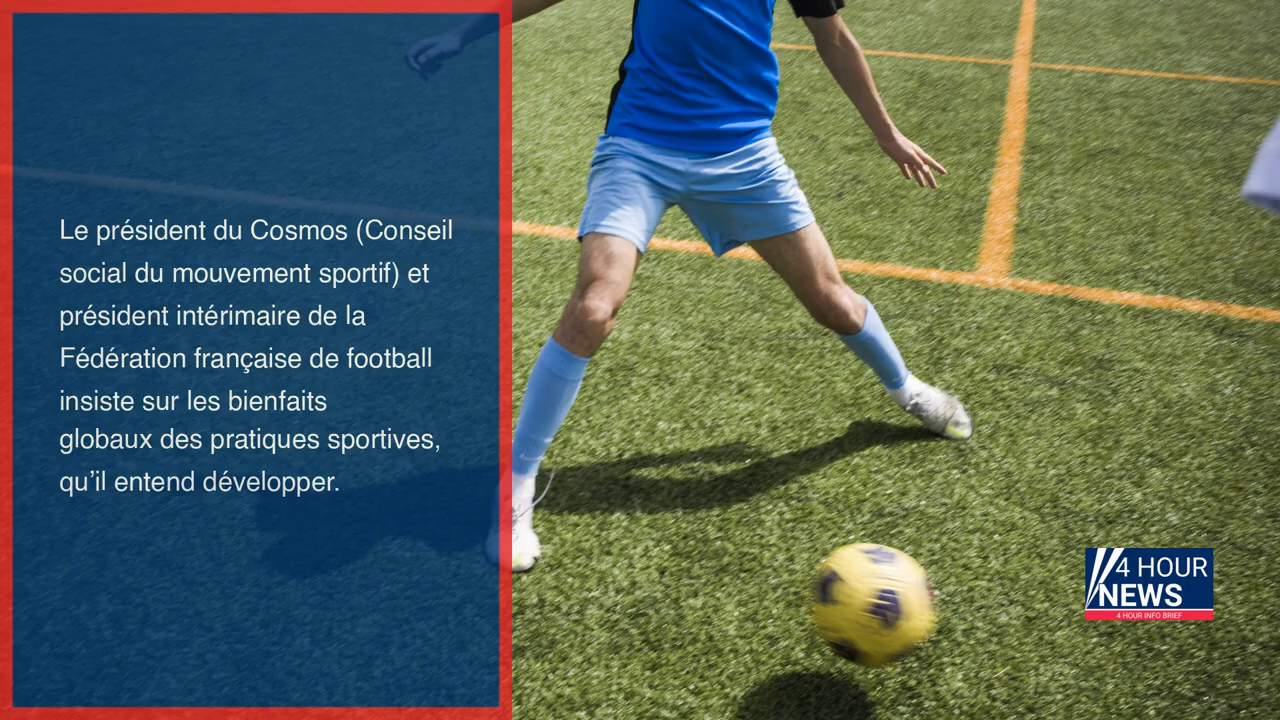 Le président du Cosmos (Conseil
social du mouvement sportif) et
président intérimaire de la
Fédération française de football
insiste sur les bienfaits
globaux des pratiques sportives,
qu’il entend développer.
4 HOUR
NEWS
4 HOUR INFO BRIEF